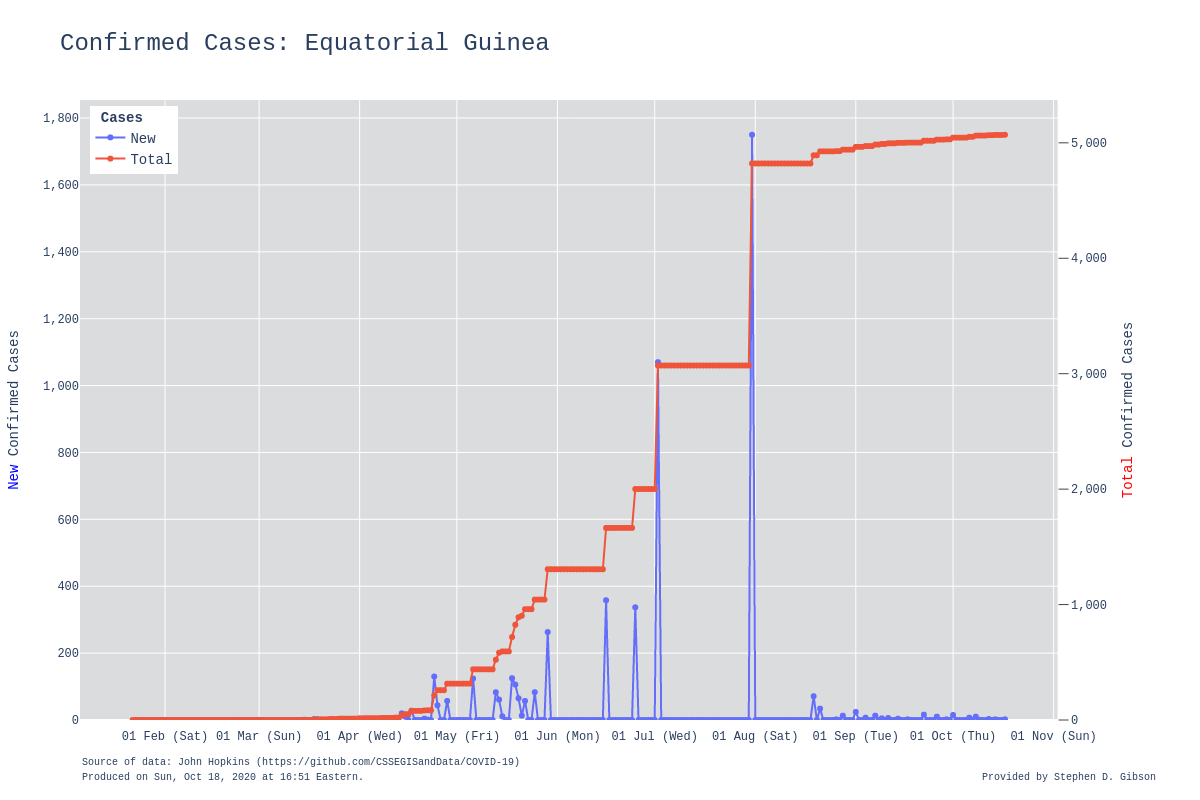 Confirmed Cases: Equatorial Guinea
Cases
New
Total
1,800
1,600
1,400
1,200
1,000
800
600
400
200
0
5,000
4,000
3,000
2,000
1,000
0
New Confirmed Cases
Total Confirmed Cases
01 Feb (Sat) 01 Mar (Sun) 01 Apr (Wed) 01 May (Fri) 01 Jun (Mon) 01 Jul (Wed) 01 Aug (Sat) 01 Sep (Tue) 01 Oct (Thu) 01 Nov (Sun)
Source of data: John Hopkins (https://github.com/CSSEGISandData/COVID-19)
Produced on Sun, Oct 18, 2020 at 16:51 Eastern.
Provided by Stephen D. Gibson